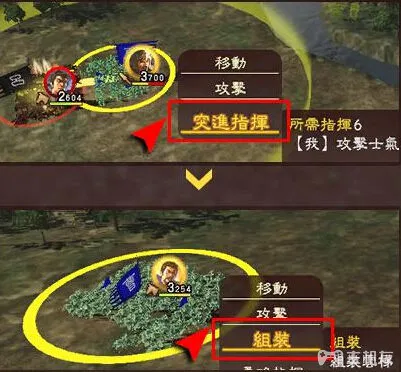 移動
3700
攻擊
2604
突進指揮
所需指揮6
【我】攻擊士氣
移動
3254
攻擊
組裝
組裝